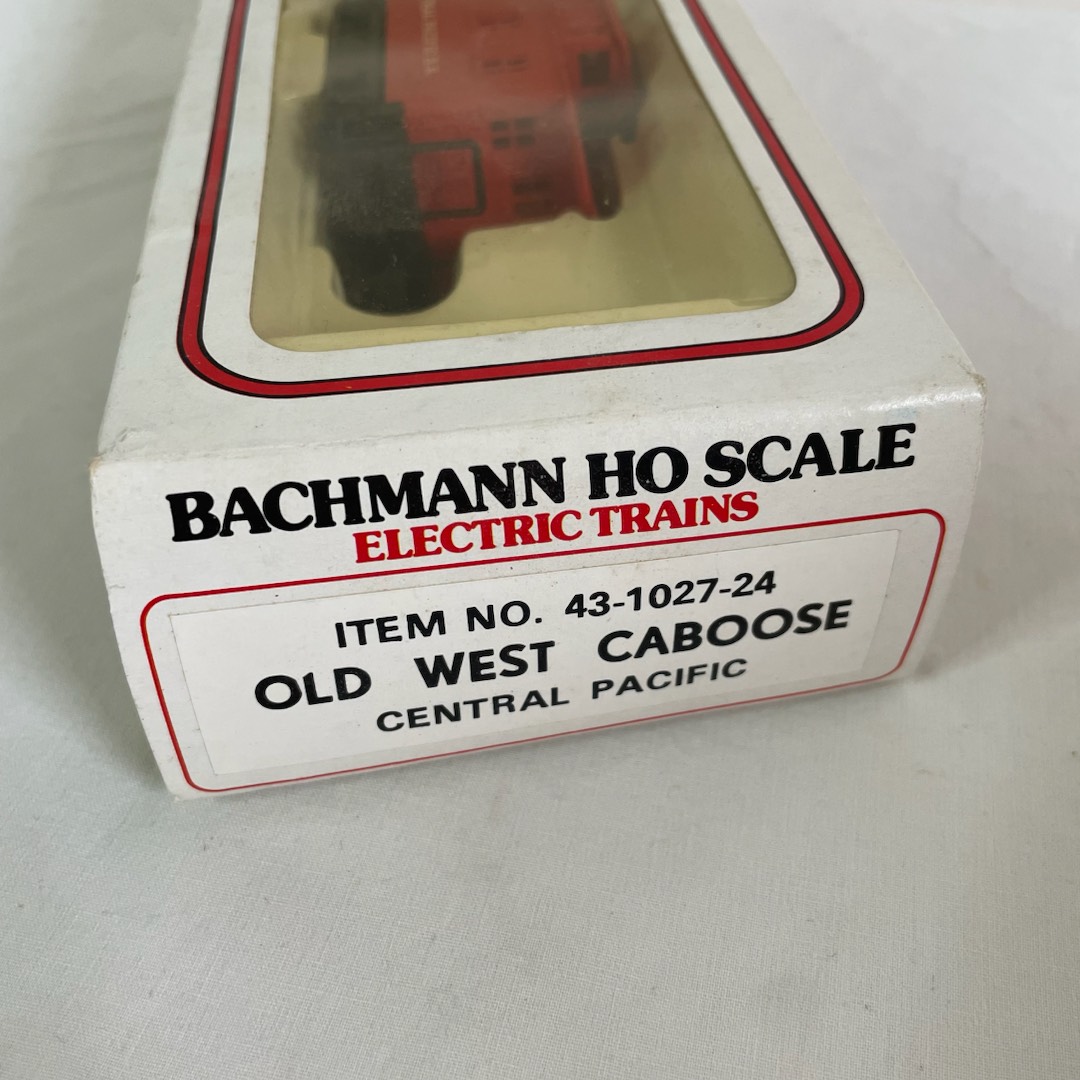 BACHMANN HO SCALE
ELECTRIC TRAINS
ITEM NO. 43-1027-24
OLD WEST CABOOSE
CENTRAL PACIFIC